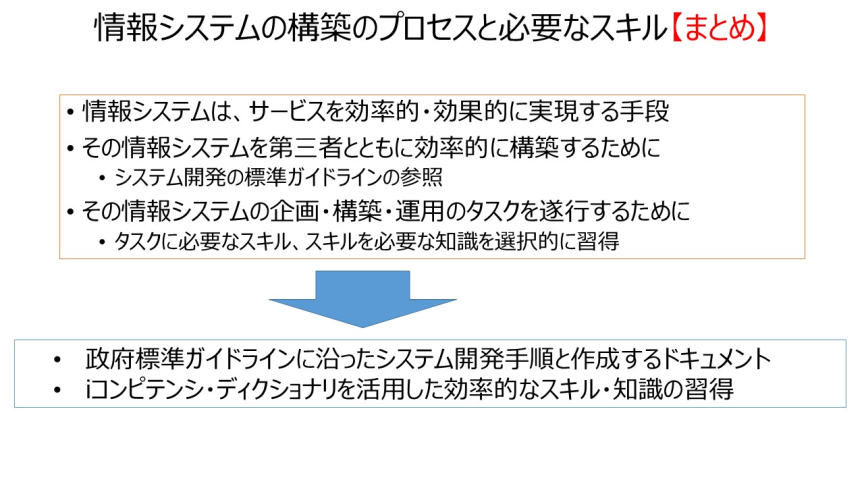 情報システムの構築のプロセスと必要なスキル【まとめ】
• 情報システムは、サービスを効率的・効果的に実現する手段
• その情報システムを第三者とともに効率的に構築するために
• システム開発の標準ガイドラインの参照
• その情報システムの企画・構築・運用のタスクを遂行するために
• タスクに必要なスキル、スキルを必要な知識を選択的に習得
• 政府標準ガイドラインに沿ったシステム開発手順と作成するドキュメント
• iコンピテンシ・ディクショナリを活用した効率的なスキル・知識の習得